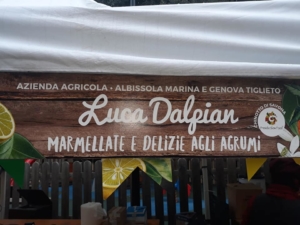 AZIENDA AGRICOLA • ALBISSOLA MARINA E GENOVA TIGLIETO
Luca Dalpian
MARMELLATE E DELIZIE AGLI AGRUMI